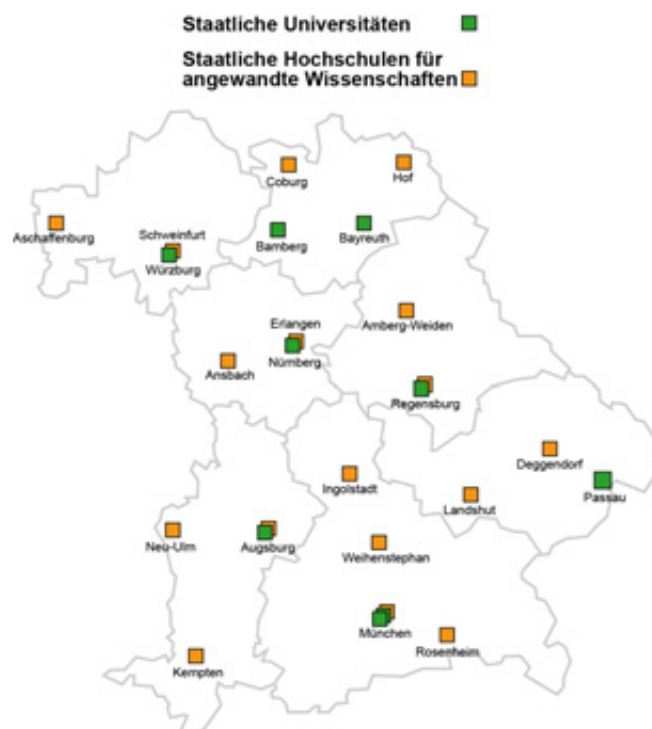 Staatliche Universitäten
Staatliche Hochschulen für
angewandte Wissenschaften
Coburg
Hof
Aschaffenburg
Schweinfurt
Würzburg
Bamberg
Bayreuth
Erlangen
Nürnberg
Amberg-Weiden
Ansbach
Regensburg
Ingolstadt
Deggendorf
Landshut
Passau
Neu-Ulm
Augsburg
Weihenstephan
München
Rosenheim
Kempten